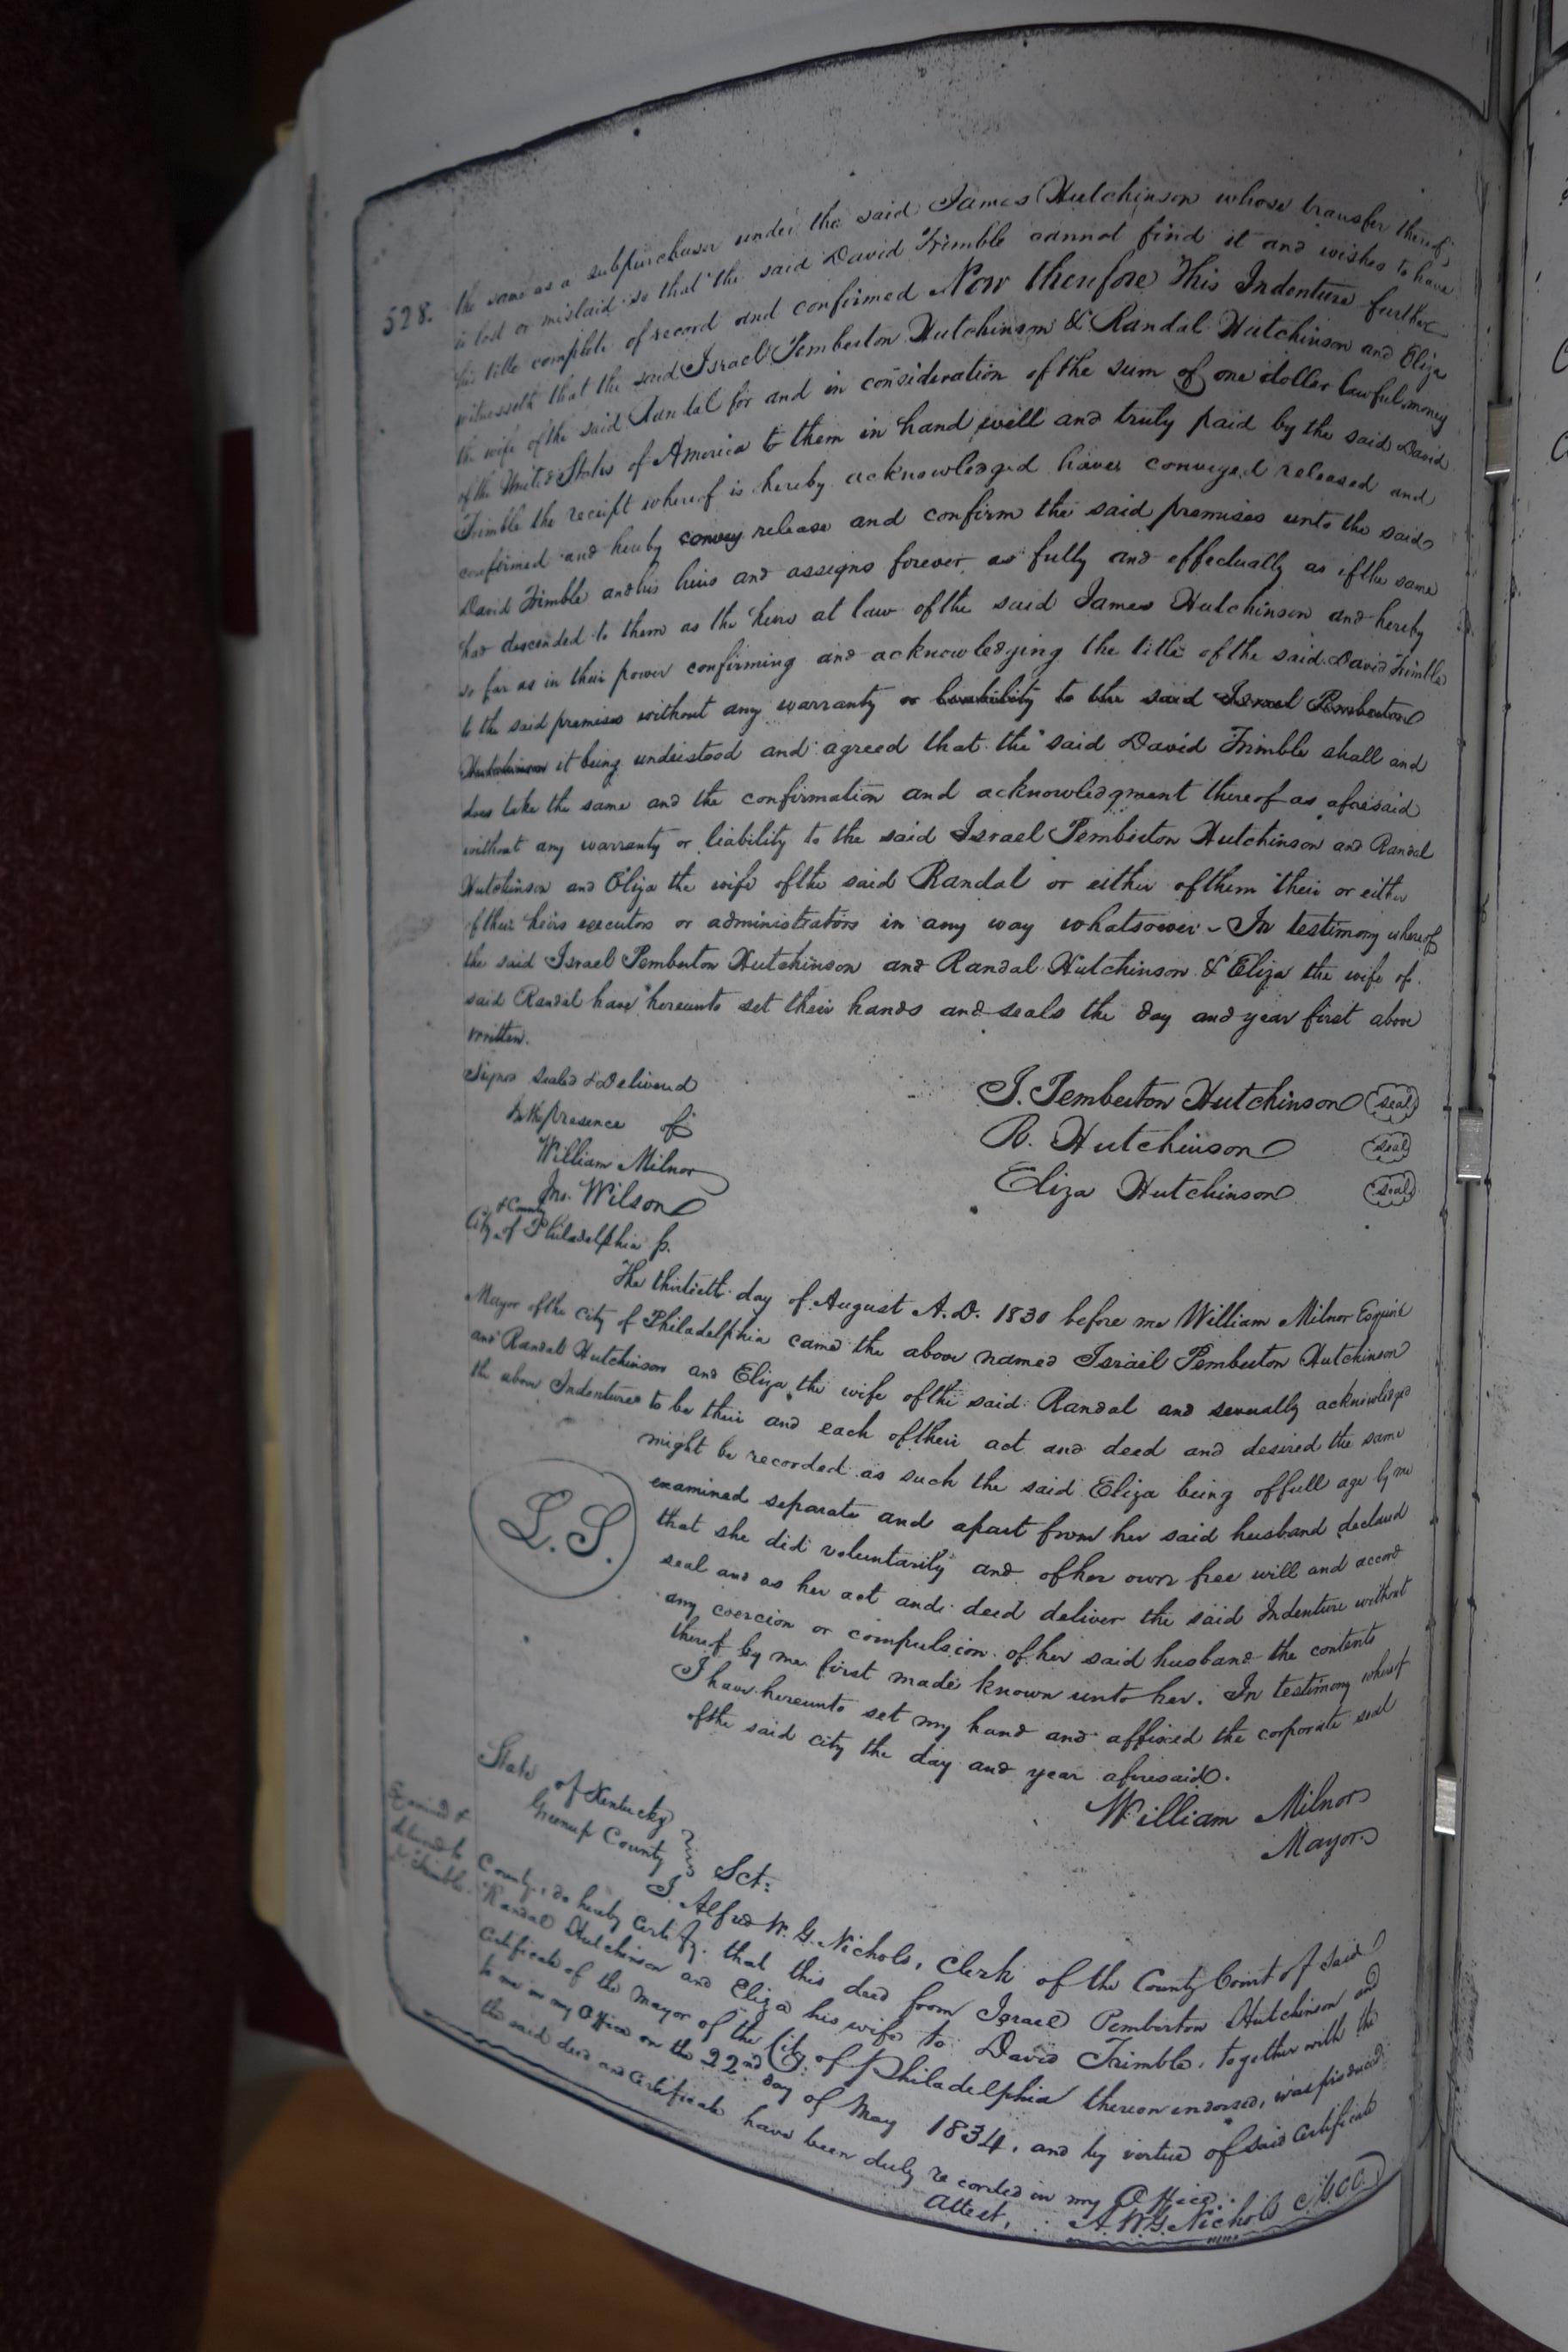 528.
the same as a subpurchaser under the said James Hutchinson whose transfer thereof
is lost or mislaid so that the said David Trimble cannot find it and wishes to have
his title complete of record and confirmed Now therefore This Indenture further
witnesseth that the said Israel Pemberton Hutchinson & Randal Hutchinson and Eliza
the wife of the said Randal for and in consideration of the sum of one dollar lawful money
of the United States of America to them in hand well and truly paid by the said David
Trimble the receipt whereof is hereby acknowledged have conveyed released and
confirmed and hereby convey release and confirm the said premises unto the said
David Trimble and his heirs and assigns forever as fully and effectually as if the same
had descended to them as the heirs at law of the said James Hutchinson and hereby
so far as in their power confirming and acknowledging the title of the said David Trimble
to the said premises without any warranty or liability to the said Israel Pemberton
Hutchinson it being understood and agreed that the said David Trimble shall and
does take the same and the confirmation and acknowledgment thereof as aforesaid
without any warranty or liability to the said Israel Pemberton Hutchinson and Randal
Hutchinson and Eliza the wife of the said Randal or either of them their or either
of their heirs executors or administrators in any way whatsoever - In testimony whereof
the said Israel Pemberton Hutchinson and Randal Hutchinson & Eliza the wife of
said Randal have hereunto set their hands and seals the day and year first above
written.
Signed sealed & Delivered
In the presence of
William Milnor
Jno. Wilson
J. Pemberton Hutchinson seal
R. Hutchinson seal
Eliza Hutchinson seal
City & County of Philadelphia ss.
The thirtieth day of August A.D. 1830 before me William Milnor Esquire
Mayor of the City of Philadelphia came the above named Israel Pemberton Hutchinson
and Randal Hutchinson and Eliza the wife of the said Randal and severally acknowledged
the above Indenture to be their and each of their act and deed and desired the same
might be recorded as such the said Eliza being of full age by me
examined separate and apart from her said husband declared
that she did voluntarily and of her own free will and accord
seal and as her act and deed deliver the said Indenture without
any coercion or compulsion of her said husband the contents
thereof by me first made known unto her. In testimony whereof
I have hereunto set my hand and affixed the corporate seal
of the said city the day and year aforesaid.
L.S.
William Milnor
Mayor
State of Kentucky
Greenup County Sct:
I. Alfred W. G. Nichols, Clerk of the County Court of said
County, do hereby certify, that this deed from Israel Pemberton Hutchinson and
Randal Hutchinson and Eliza his wife to David Trimble, together with the
Certificate of the Mayor of the City of Philadelphia thereon endorsed, was produced
to me in my Office on the 22nd day of May 1834, and by virtue of said Certificate
the said deed and Certificate have been duly recorded in my Office.
Attest, A. W. G. Nichols
Examined &
delivered to
D Trimble